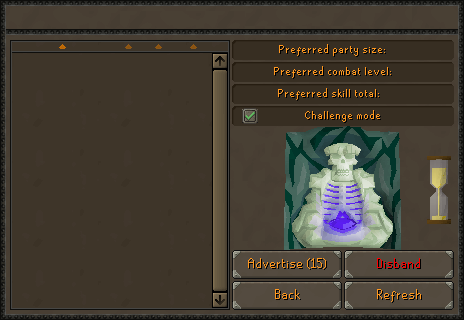 Preferred party size:
Preferred combat level:
Preferred skill total:
Challenge mode
Advertise (15)
Disband
Back
Refresh